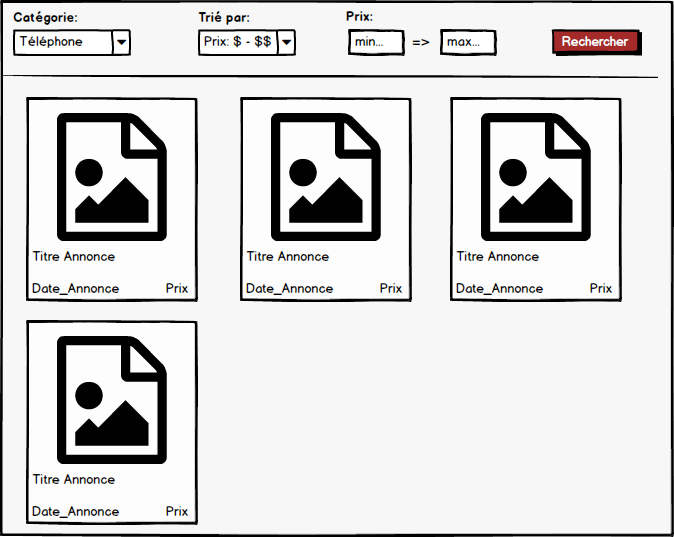 Catégorie: Trié par: Prix:
Téléphone Prix: $ - $$ min... => max... Rechercher
Titre Annonce Titre Annonce Titre Annonce
Date_Annonce Prix Date_Annonce Prix Date_Annonce Prix
Titre Annonce
Date_Annonce Prix